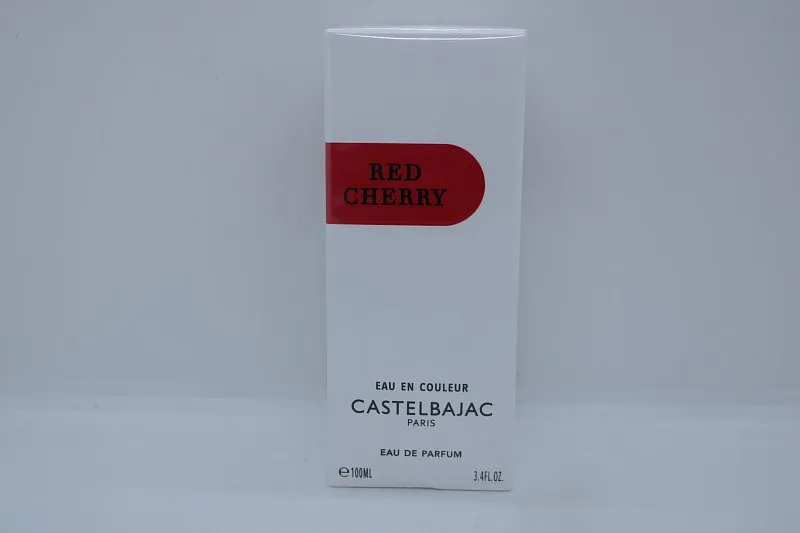 RED
CHERRY
EAU EN COULEUR
CASTELBAJAC
PARIS
EAU DE PARFUM
℮100ML 3.4FL.OZ.